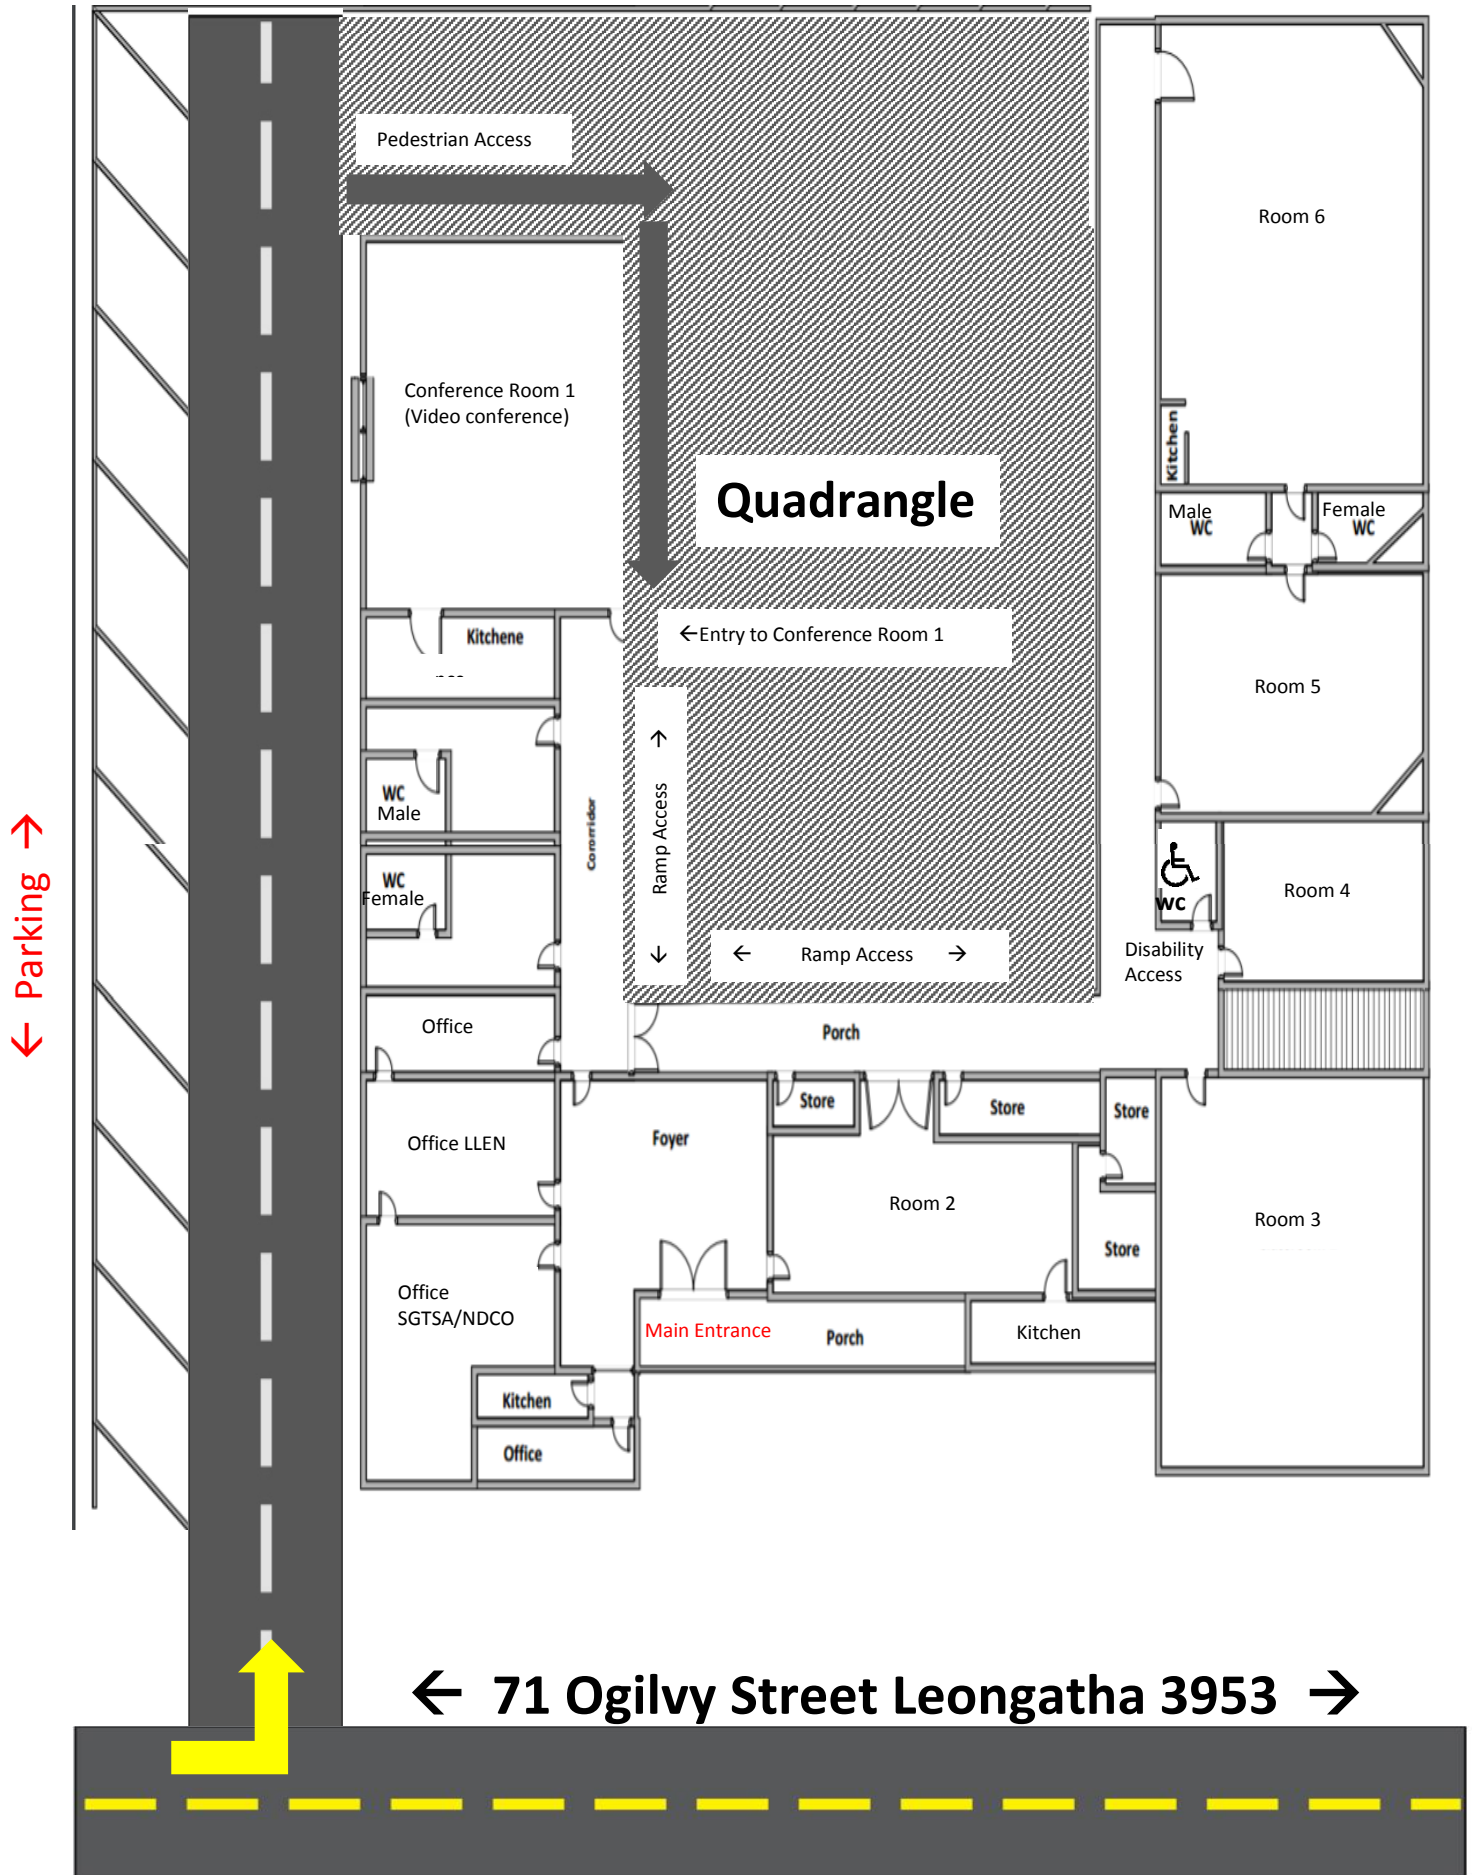 Pedestrian Access
Room 6
Conference Room 1
(Video conference)
Kitchen
Quadrangle
Male
WC
Female
WC
←Entry to Conference Room 1
Kitchene
Room 5
← Ramp Access →
WC
Male
Cororridor
← Parking →
WC
Female
wc
Room 4
← Ramp Access →
Disability
Access
Office
Porch
Store
Store
Store
Office LLEN
Foyer
Room 2
Room 3
Store
Office
SGTSA/NDCO
Main Entrance
Porch
Kitchen
Kitchen
Office
← 71 Ogilvy Street Leongatha 3953 →